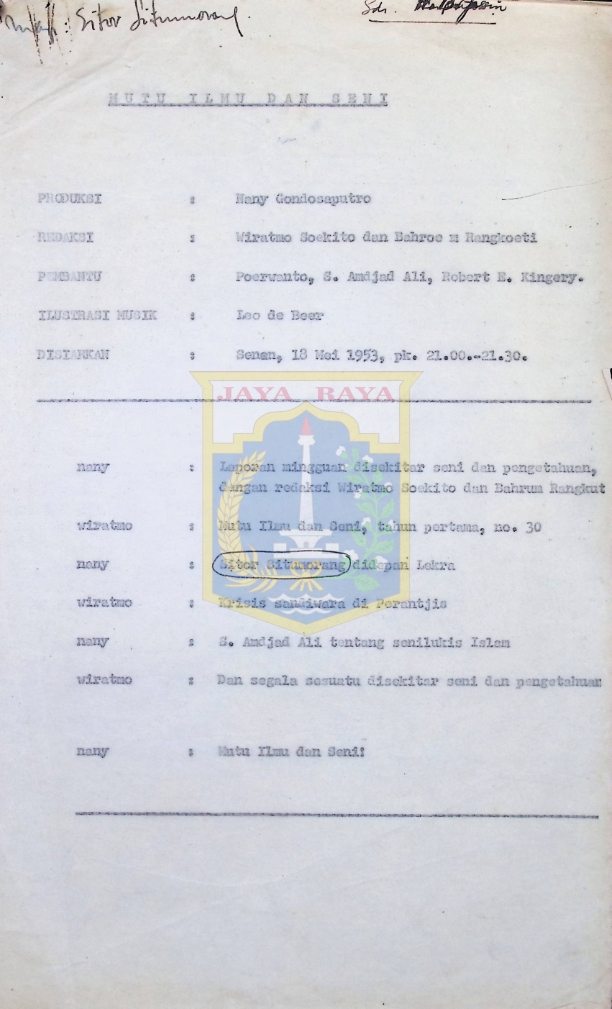 : Sitor Situmorang
Sdr.
MUTU ILMU DAN SENI
PRODUKSI : Nany Gondosaputro
REDAKSI : Wiratmo Soekito dan Bahroe m Rangkoeti
PEMBANTU : Poerwanto, S. Amdjad Ali, Robert E. Kingery.
ILUSTRASI MUSIK : Leo de Beer
DISIARKAN : Senen, 18 Mei 1953, pk. 21.00.-21.30.
JAYA RAYA
nany : Laporan mingguan disekitar seni dan pengetahuan,
dengan redaksi Wiratmo Soekito dan Bahrum Rangkut
wiratmo : Mutu Ilmu dan Seni, tahun pertama, no. 30
nany : Sitor Situmorang didepan Lekra
wiratmo : Krisis sandiwara di Perantjis
nany : S. Amdjad Ali tentang senilukis Islam
wiratmo : Dan segala sesuatu disekitar seni dan pengetahuan
nany : Mutu Ilmu dan Seni!